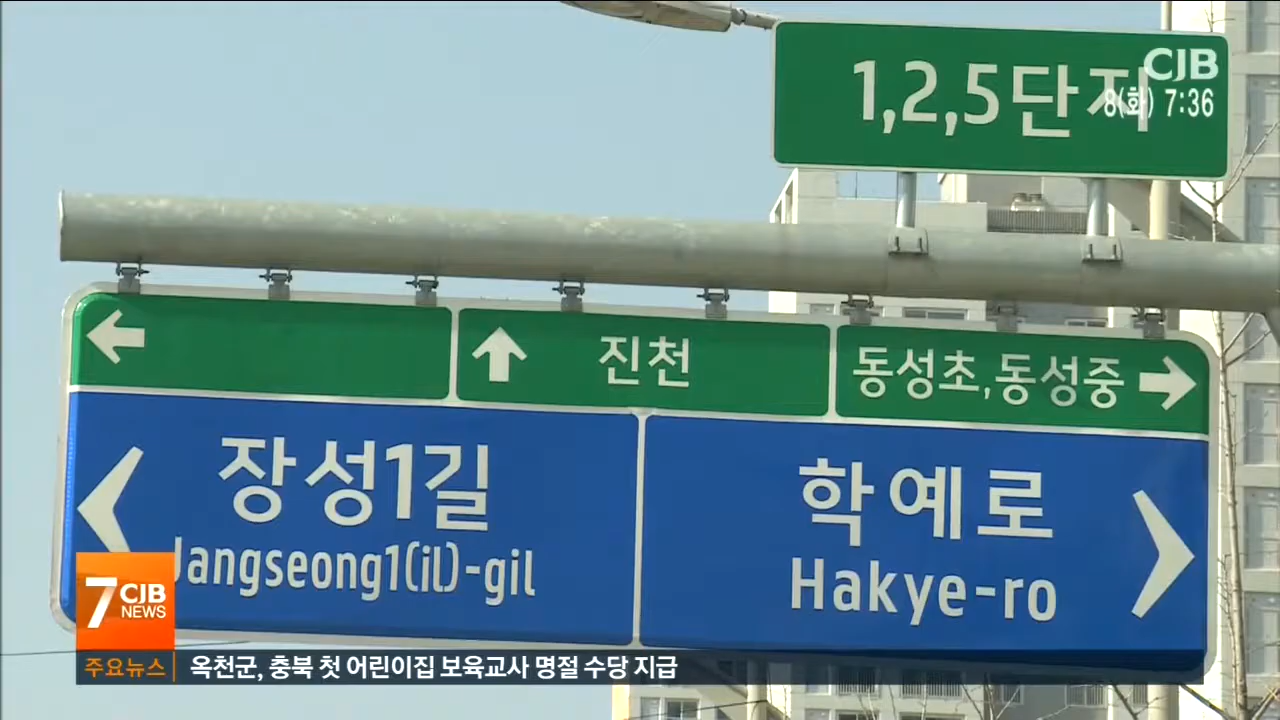 1,2,5단지
CJB
8(화) 7:36
진천
동성초,동성중
장성1길
Jangseong1(il)-gil
학예로
Hakye-ro
7 CJB
NEWS
주요뉴스
옥천군, 충북 첫 어린이집 보육교사 명절 수당 지급